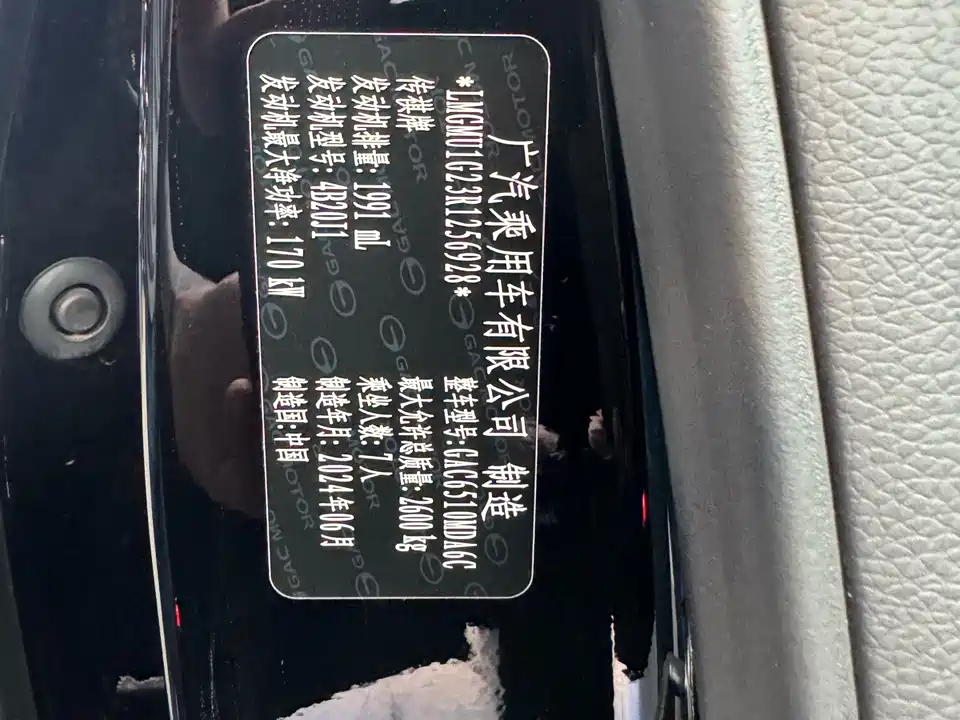 广汽乘用车有限公司 制造
*LMGMU1G23R1256928* 整车型号:GAC6510MDA6C
传祺牌 最大允许总质量:2600 kg
发动机排量:1991 ml 乘坐人数:7人
发动机型号:4B20J1 制造年月:2024年06月
发动机最大净功率:170 kW 制造国:中国
GAC MOTOR